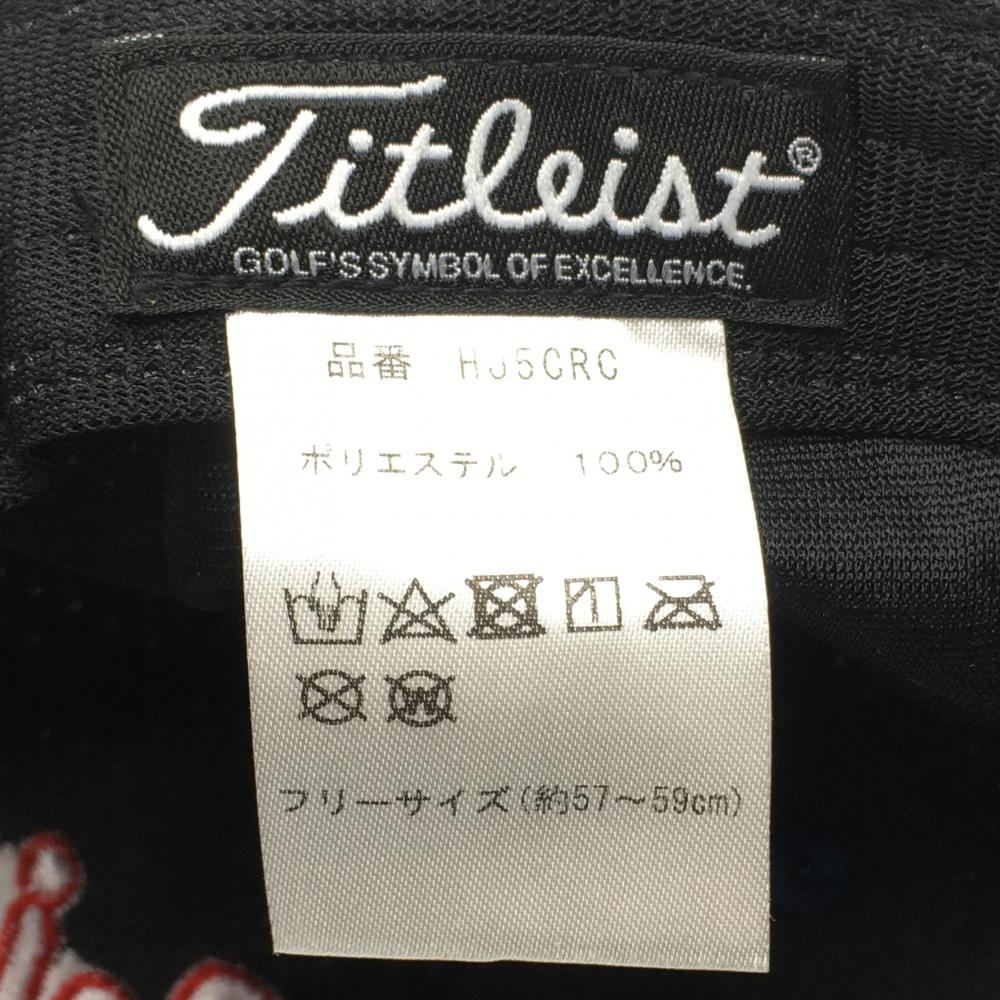 Titleist®
GOLF'S SYMBOL OF EXCELLENCE.
品番 HJ5CRC
ポリエステル 100%
W
フリーサイズ(約57～59cm)